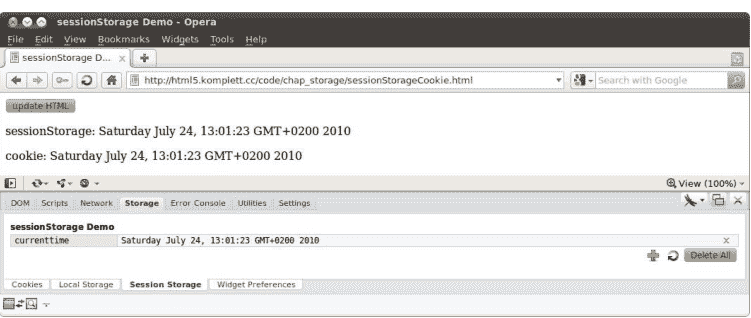 sessionStorage Demo - Opera
File Edit View Bookmarks Widgets Tools Help
sessionStorage D...
http://html5.komplett.cc/code/chap_storage/sessionStorageCookie.html Search with Google
update HTML
sessionStorage: Saturday July 24, 13:01:23 GMT+0200 2010
cookie: Saturday July 24, 13:01:23 GMT+0200 2010
View (100%)
DOM Scripts Network Storage Error Console Utilities Settings
sessionStorage Demo
currenttime Saturday July 24, 13:01:23 GMT+0200 2010
Delete All
Cookies Local Storage Session Storage Widget Preferences